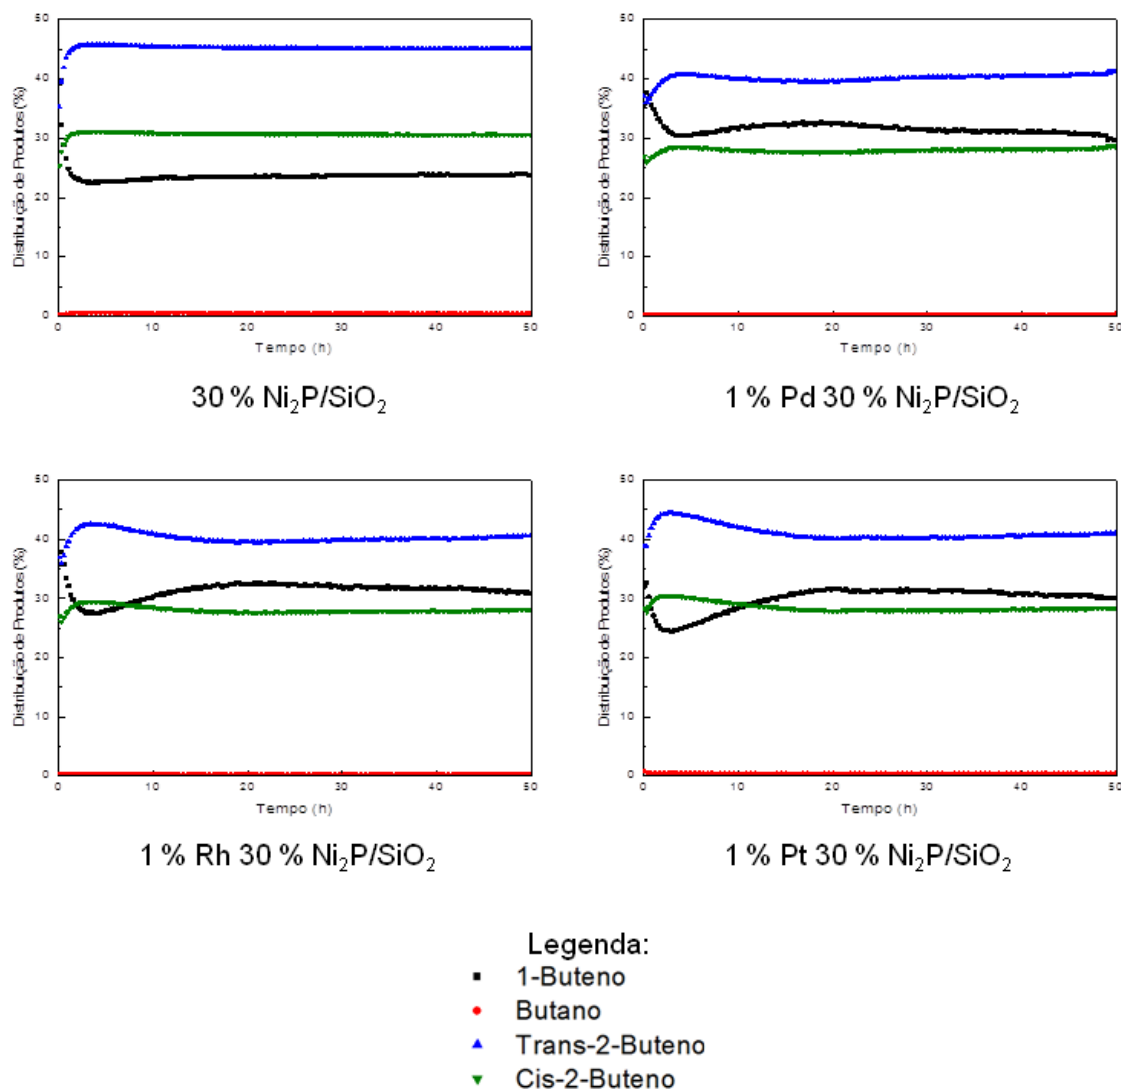 50 50
40 40
30 30
20 20
10 10
0 0
Distribuição de Produtos (%) Distribuição de Produtos (%)
0 10 20 30 40 50 0 10 20 30 40 50
Tempo (h) Tempo (h)
30 % Ni₂P/SiO₂ 1 % Pd 30 % Ni₂P/SiO₂
50 50
40 40
30 30
20 20
10 10
0 0
Distribuição de Produtos (%) Distribuição de Produtos (%)
0 10 20 30 40 50 0 10 20 30 40 50
Tempo (h) Tempo (h)
1 % Rh 30 % Ni₂P/SiO₂ 1 % Pt 30 % Ni₂P/SiO₂
Legenda:
1-Buteno
Butano
Trans-2-Buteno
Cis-2-Buteno